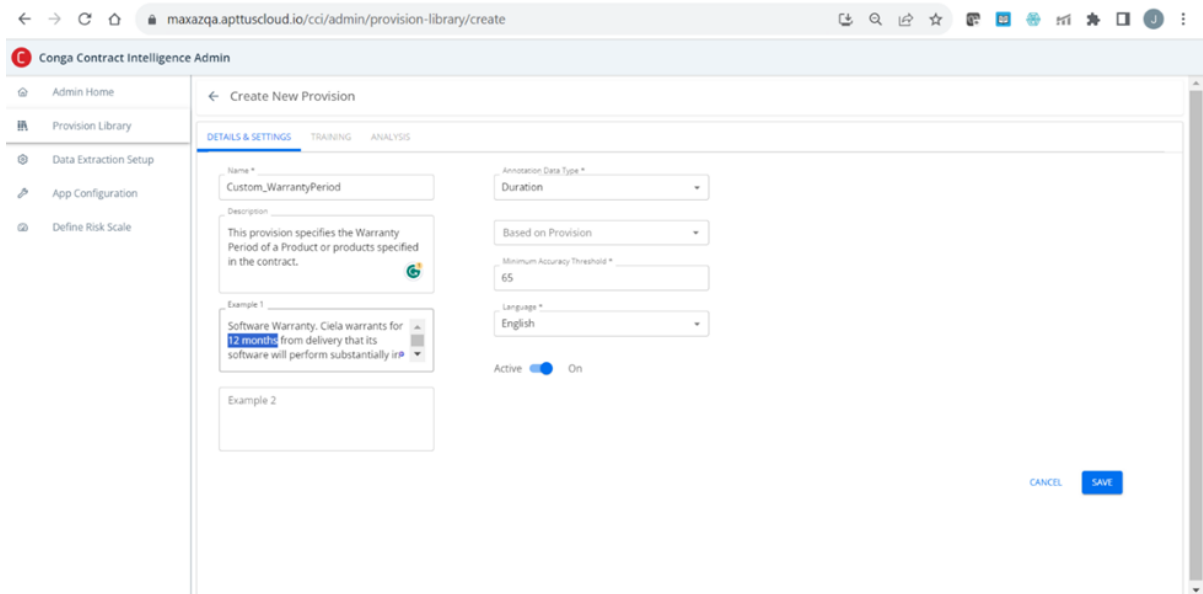 maxazqa.apttuscloud.io/cci/admin/provision-library/create
J
C Conga Contract Intelligence Admin
Admin Home
Provision Library
Data Extraction Setup
App Configuration
Define Risk Scale
← Create New Provision
DETAILS & SETTINGS TRAINING ANALYSIS
Name *
Custom_WarrantyPeriod
Description
This provision specifies the Warranty
Period of a Product or products specified
in the contract.
Example 1
Software Warranty. Ciela warrants for
12 months from delivery that its
software will perform substantially in
Example 2
Annotation Data Type *
Duration
Based on Provision
Minimum Accuracy Threshold *
65
Language *
English
Active On
CANCEL SAVE